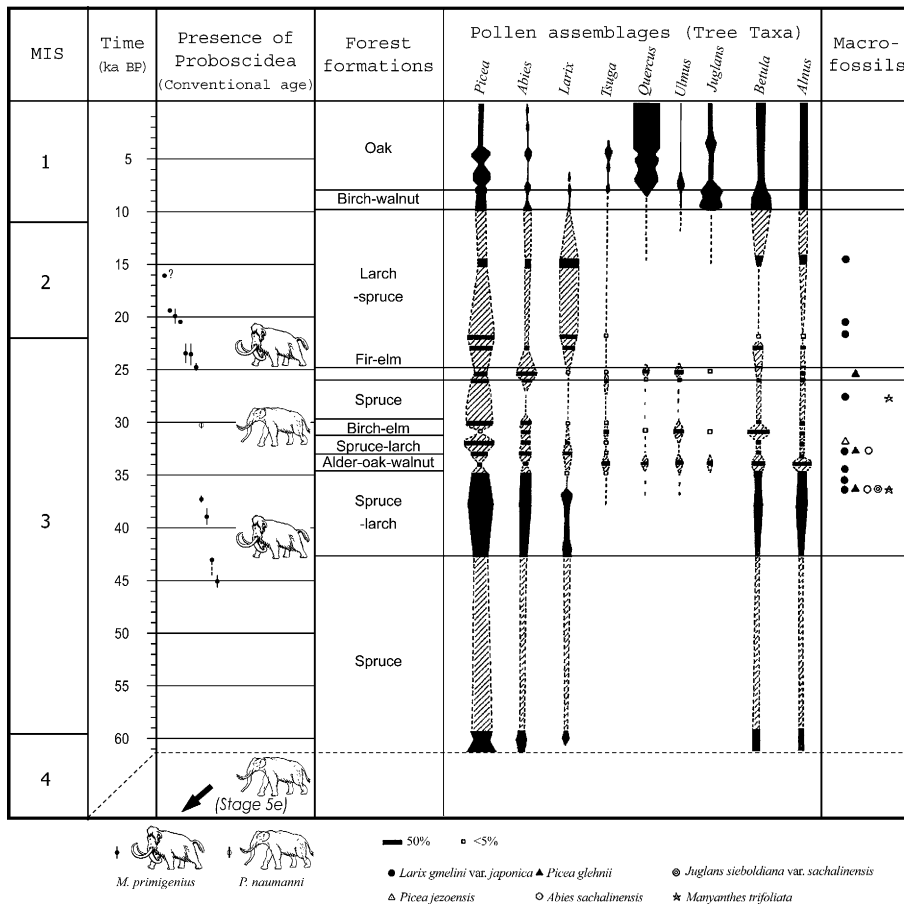 MIS
Time
(ka BP)
Presence of
Proboscidea
(Conventional age)
Forest
formations
Pollen assemblages (Tree Taxa)
Picea
Abies
Larix
Tsuga
Quercus
Ulmus
Juglans
Betula
Alnus
Macro-
fossils
1
2
3
4
5
10
15
20
25
30
35
40
45
50
55
60
?
(Stage 5e)
Oak
Birch-walnut
Larch
-spruce
Fir-elm
Spruce
Birch-elm
Spruce-larch
Alder-oak-walnut
Spruce
-larch
Spruce
M. primigenius
P. naumanni
50%
<5%
Larix gmelini var. japonica
Picea glehnii
Juglans sieboldiana var. sachalinensis
Picea jezoensis
Abies sachalinensis
Manyanthes trifoliata